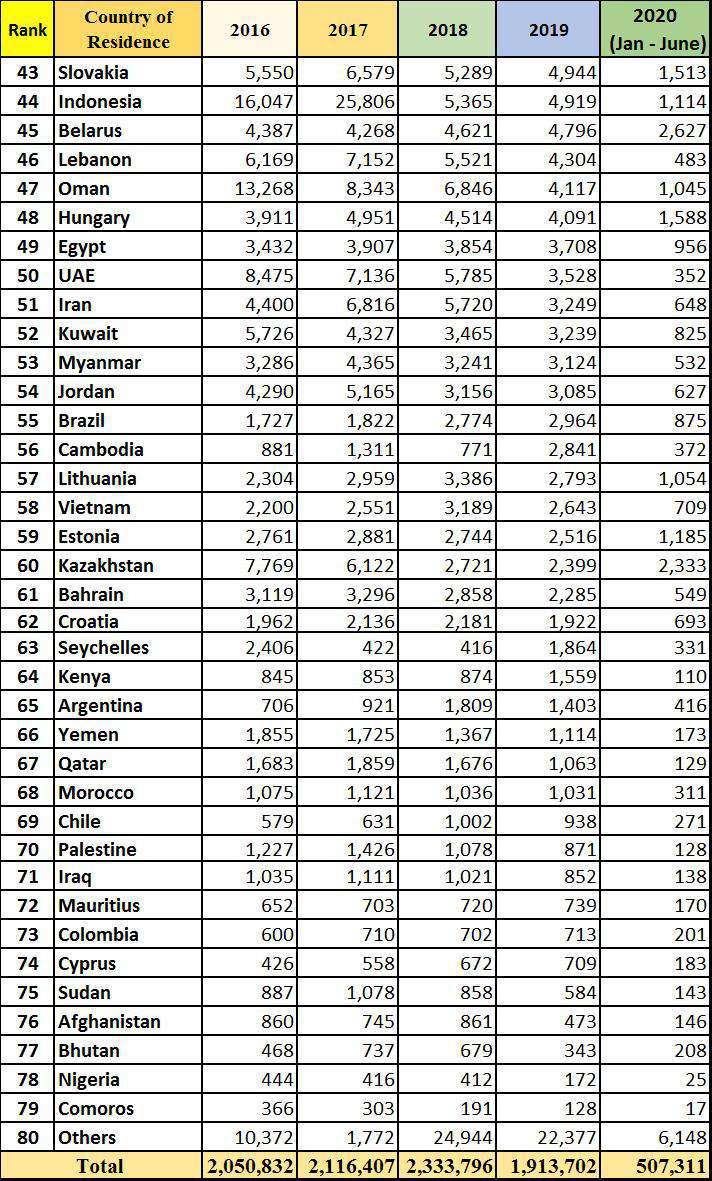 Rank Country of Residence 2016 2017 2018 2019 2020 (Jan - June)
43 Slovakia 5,550 6,579 5,289 4,944 1,513
44 Indonesia 16,047 25,806 5,365 4,919 1,114
45 Belarus 4,387 4,268 4,621 4,796 2,627
46 Lebanon 6,169 7,152 5,521 4,304 483
47 Oman 13,268 8,343 6,846 4,117 1,045
48 Hungary 3,911 4,951 4,514 4,091 1,588
49 Egypt 3,432 3,907 3,854 3,708 956
50 UAE 8,475 7,136 5,785 3,528 352
51 Iran 4,400 6,816 5,720 3,249 648
52 Kuwait 5,726 4,327 3,465 3,239 825
53 Myanmar 3,286 4,365 3,241 3,124 532
54 Jordan 4,290 5,165 3,156 3,085 627
55 Brazil 1,727 1,822 2,774 2,964 875
56 Cambodia 881 1,311 771 2,841 372
57 Lithuania 2,304 2,959 3,386 2,793 1,054
58 Vietnam 2,200 2,551 3,189 2,643 709
59 Estonia 2,761 2,881 2,744 2,516 1,185
60 Kazakhstan 7,769 6,122 2,721 2,399 2,333
61 Bahrain 3,119 3,296 2,858 2,285 549
62 Croatia 1,962 2,136 2,181 1,922 693
63 Seychelles 2,406 422 416 1,864 331
64 Kenya 845 853 874 1,559 110
65 Argentina 706 921 1,809 1,403 416
66 Yemen 1,855 1,725 1,367 1,114 173
67 Qatar 1,683 1,859 1,676 1,063 129
68 Morocco 1,075 1,121 1,036 1,031 311
69 Chile 579 631 1,002 938 271
70 Palestine 1,227 1,426 1,078 871 128
71 Iraq 1,035 1,111 1,021 852 138
72 Mauritius 652 703 720 739 170
73 Colombia 600 710 702 713 201
74 Cyprus 426 558 672 709 183
75 Sudan 887 1,078 858 584 143
76 Afghanistan 860 745 861 473 146
77 Bhutan 468 737 679 343 208
78 Nigeria 444 416 412 172 25
79 Comoros 366 303 191 128 17
80 Others 10,372 1,772 24,944 22,377 6,148
Total 2,050,832 2,116,407 2,333,796 1,913,702 507,311